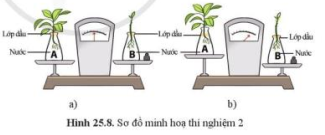 Lớp dầu
Lớp dầu
Nước
A
B
Nước
Lớp dầu
Lớp dầu
Nước
A
B
Nước
a)
b)
Hình 25.8. Sơ đồ minh hoạ thí nghiệm 2